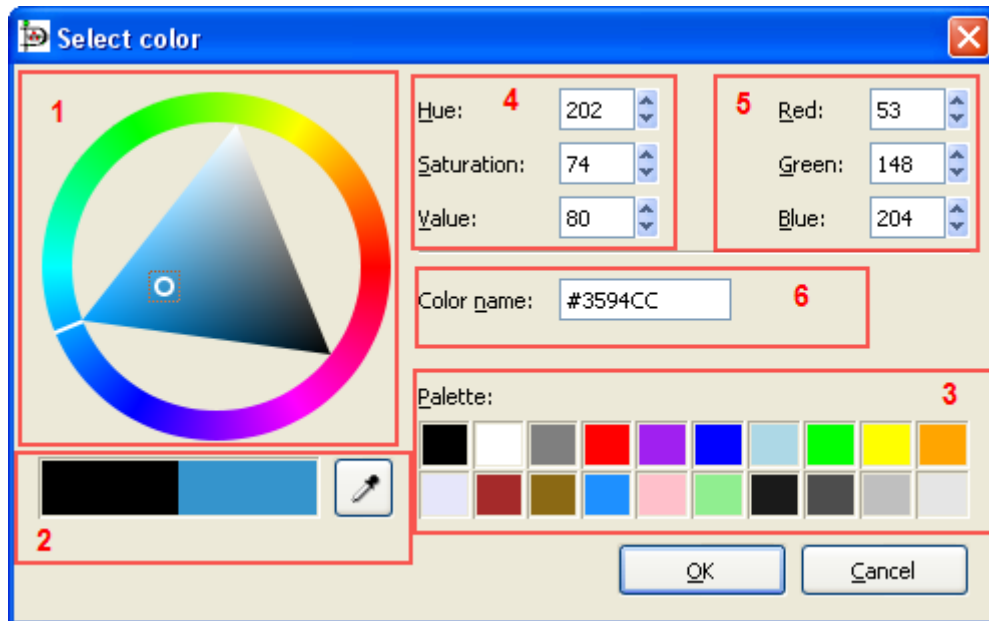 Select color
1
Hue: 202
4
Saturation: 74
Value: 80
5
Red: 53
Green: 148
Blue: 204
Color name: #3594CC
6
Palette:
3
2
OK
Cancel